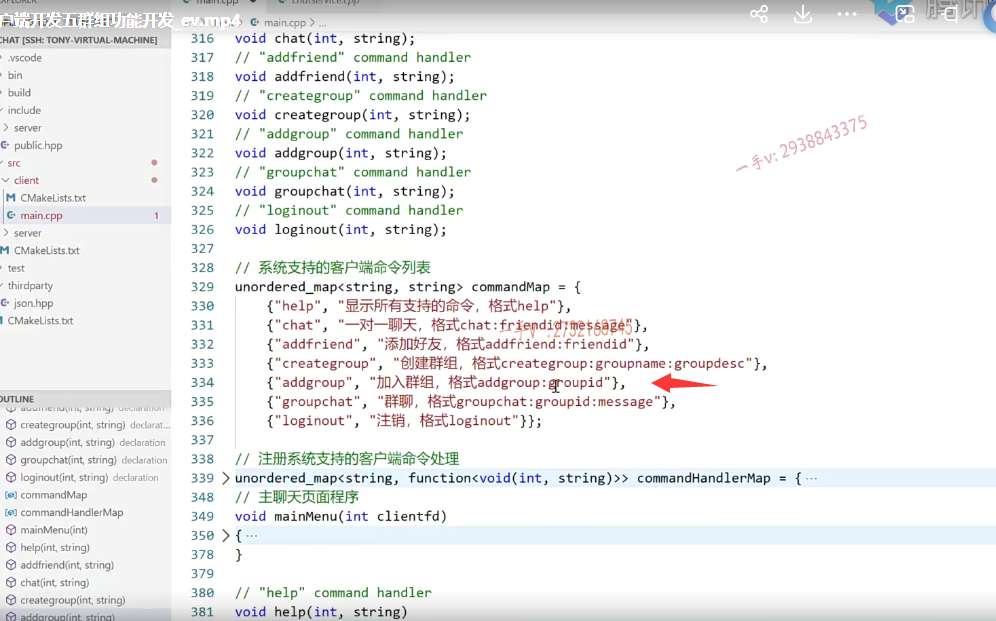 户端开发五群组功能开发_ev.mp4
main.cpp > ...
CHAT [SSH: TONY-VIRTUAL-MACHINE]
.vscode
bin
build
include
server
public.hpp
src
client
CMakeLists.txt
main.cpp 1
server
CMakeLists.txt
test
thirdparty
json.hpp
CMakeLists.txt
OUTLINE
addfriend(int, string) declaration
creategroup(int, string) declarat...
addgroup(int, string) declaration
groupchat(int, string) declaration
loginout(int, string) declaration
commandMap
commandHandlerMap
mainMenu(int)
help(int, string)
addfriend(int, string)
chat(int, string)
creategroup(int, string)
addgroup(int, string)
316 void chat(int, string);
317 // "addfriend" command handler
318 void addfriend(int, string);
319 // "creategroup" command handler
320 void creategroup(int, string);
321 // "addgroup" command handler
322 void addgroup(int, string);
323 // "groupchat" command handler
324 void groupchat(int, string);
325 // "loginout" command handler
326 void loginout(int, string);
327
328 // 系统支持的客户端命令列表
329 unordered_map<string, string> commandMap = {
330 {"help", "显示所有支持的命令，格式help"},
331 {"chat", "一对一聊天，格式chat:friendid:message"},
332 {"addfriend", "添加好友，格式addfriend:friendid"},
333 {"creategroup", "创建群组，格式creategroup:groupname:groupdesc"},
334 {"addgroup", "加入群组，格式addgroup:groupid"},
335 {"groupchat", "群聊，格式groupchat:groupid:message"},
336 {"loginout", "注销，格式loginout"}};
337
338 // 注册系统支持的客户端命令处理
339 unordered_map<string, function<void(int, string)>> commandHandlerMap = { ...
348 // 主聊天页面程序
349 void mainMenu(int clientfd)
350 { ...
378 }
379
380 // "help" command handler
381 void help(int, string)
一手v: 2938843375